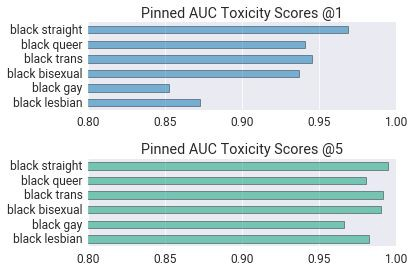 Pinned AUC Toxicity Scores @1
black straight
black queer
black trans
black bisexual
black gay
black lesbian
0.80 0.85 0.90 0.95 1.00
Pinned AUC Toxicity Scores @5
black straight
black queer
black trans
black bisexual
black gay
black lesbian
0.80 0.85 0.90 0.95 1.00